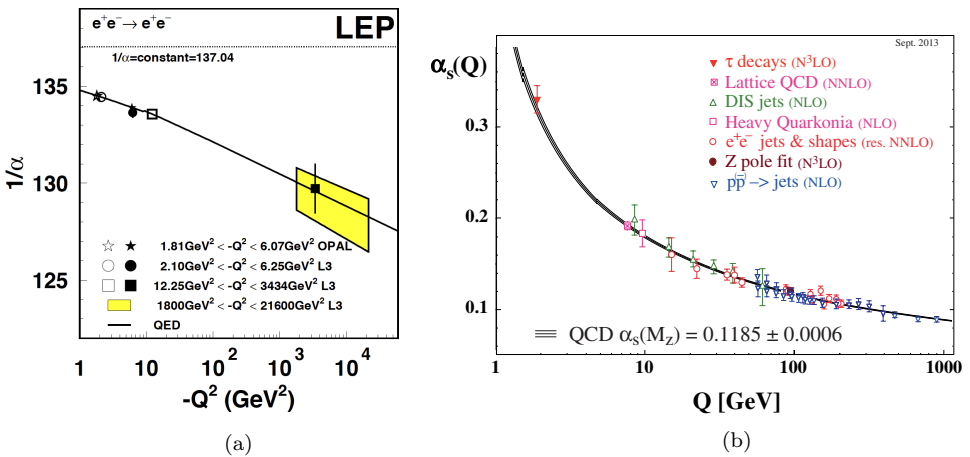 e⁺e⁻ → e⁺e⁻
LEP
1/α=constant=137.04
135
130
125
1/α
1.81GeV² < -Q² < 6.07GeV² OPAL
2.10GeV² < -Q² < 6.25GeV² L3
12.25GeV² < -Q² < 3434GeV² L3
1800GeV² < -Q² < 21600GeV² L3
QED
1 10 10² 10³ 10⁴
-Q² (GeV²)
(a)
Sept. 2013
αₛ(Q)
τ decays (N³LO)
Lattice QCD (NNLO)
DIS jets (NLO)
Heavy Quarkonia (NLO)
e⁺e⁻ jets & shapes (res. NNLO)
Z pole fit (N³LO)
pp⁽⁻⁾ –> jets (NLO)
0.3
0.2
0.1
QCD αₛ(M_Z) = 0.1185 ± 0.0006
1 10 100 1000
Q [GeV]
(b)